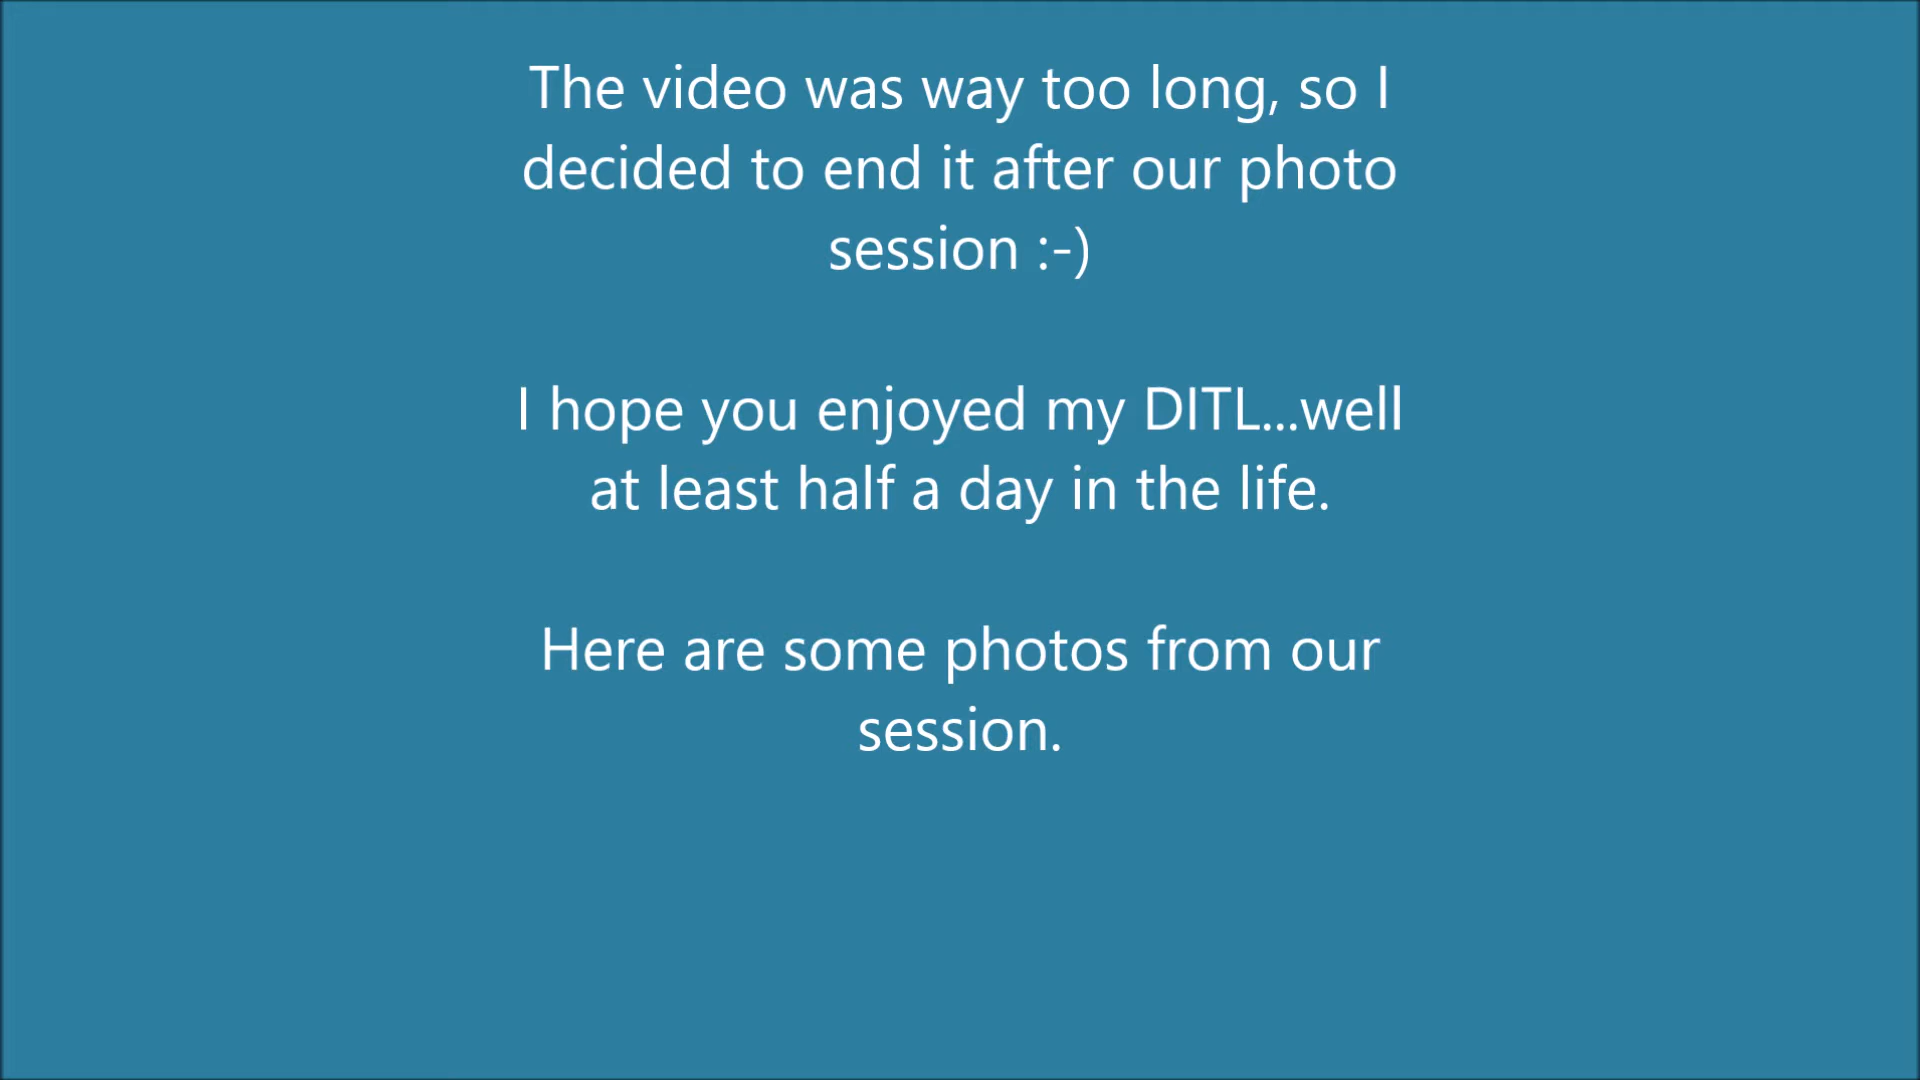 The video was way too long, so I
decided to end it after our photo
session :-)
I hope you enjoyed my DITL...well
at least half a day in the life.
Here are some photos from our
session.